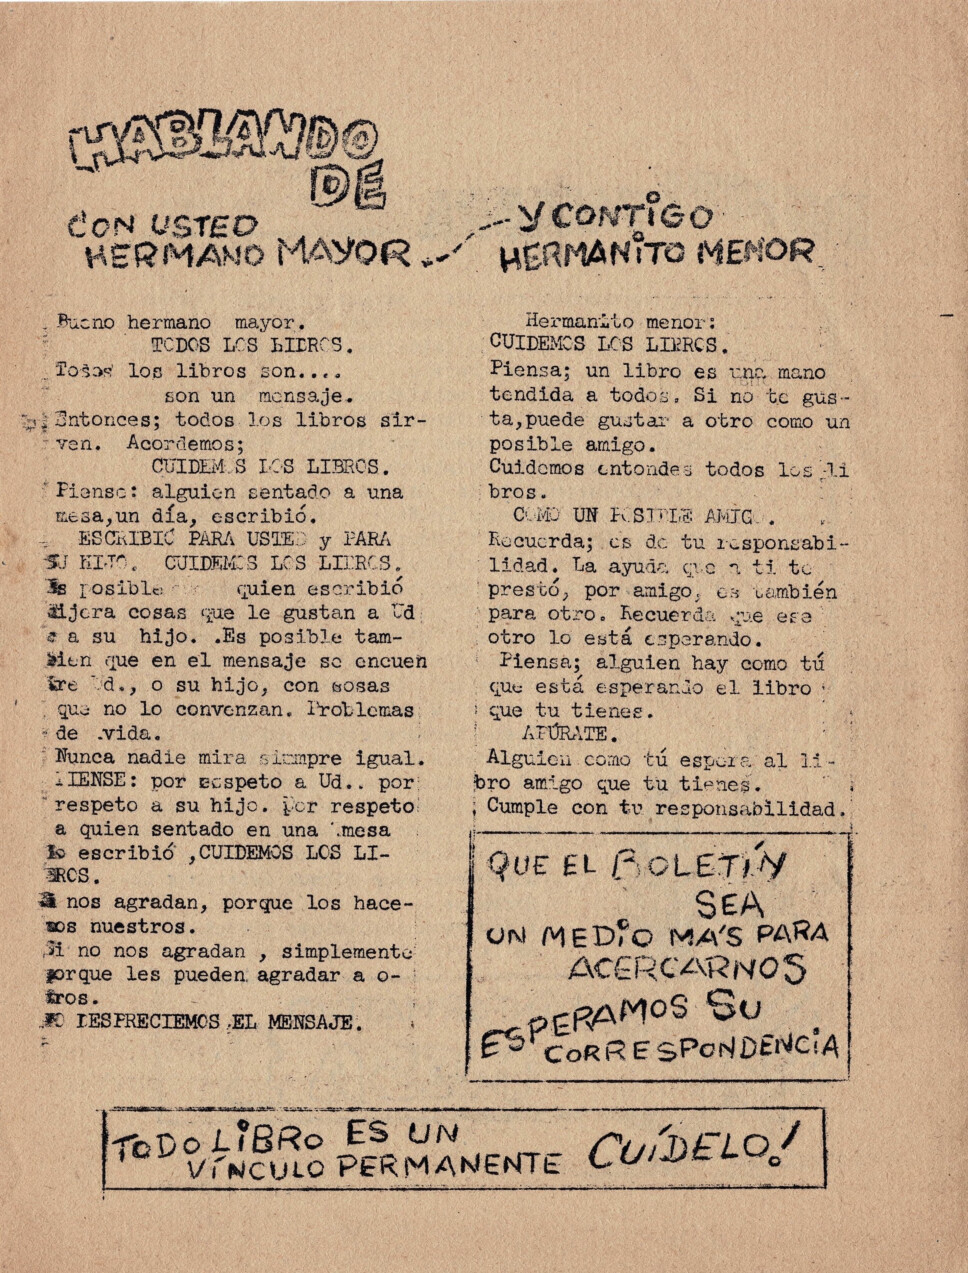 HABLANDO
DE
CON USTED
HERMANO MAYOR..-
.--Y CONTIGO
HERMANITO MENOR
Bueno hermano mayor.
TODOS LOS LIBROS.
Todos los libros son....
son un mensaje.
Entonces; todos los libros sir-
ven. Acordemos;
CUIDEMOS LOS LIBROS.
Piense: alguien sentado a una
mesa,un día, escribió.
ESCRIBIÓ PARA USTED y PARA
SU HIJO. CUIDEMOS LOS LIBROS.
Es posible quien escribió
dijera cosas que le gustan a Ud
e a su hijo. .Es posible tam-
bien que en el mensaje se encuen
tre Ud., o su hijo, con cosas
que no lo convenzan. Problemas
de .vida.
Nunca nadie mira siempre igual.
PIENSE: por respeto a Ud.. por
respeto a su hijo. por respeto
a quien sentado en una mesa
lo escribió ,CUIDEMOS LOS LI-
BROS.
nos agradan, porque los hace-
mos nuestros.
Si no nos agradan , simplemente
porque les pueden agradar a o-
tros.
NO DESPRECIEMOS .EL MENSAJE.
Hermanito menor:
CUIDEMOS LOS LIBROS.
Piensa; un libro es una mano
tendida a todos. Si no te gus-
ta,puede gustar a otro como un
posible amigo.
Cuidemos entondes todos los li
bros.
COMO UN POSIBLE AMIGO.
Recuerda; es de tu responsabi-
lidad. La ayuda que a ti te
prestó, por amigo, es también
para otro. Recuerda que ese
otro lo está esperando.
Piensa; alguien hay como tú
que está esperando el libro
que tu tienes.
APÚRATE.
Alguien como tú espera al li-
bro amigo que tu tienes.
Cumple con tu responsabilidad.
QUE EL BOLETÍN
SEA
UN MEDIO MÁS PARA
ACERCARNOS
ESPERAMOS SU
CORRESPONDENCIA
TODO LIBRO ES UN
VÍNCULO PERMANENTE CUÍDELO!